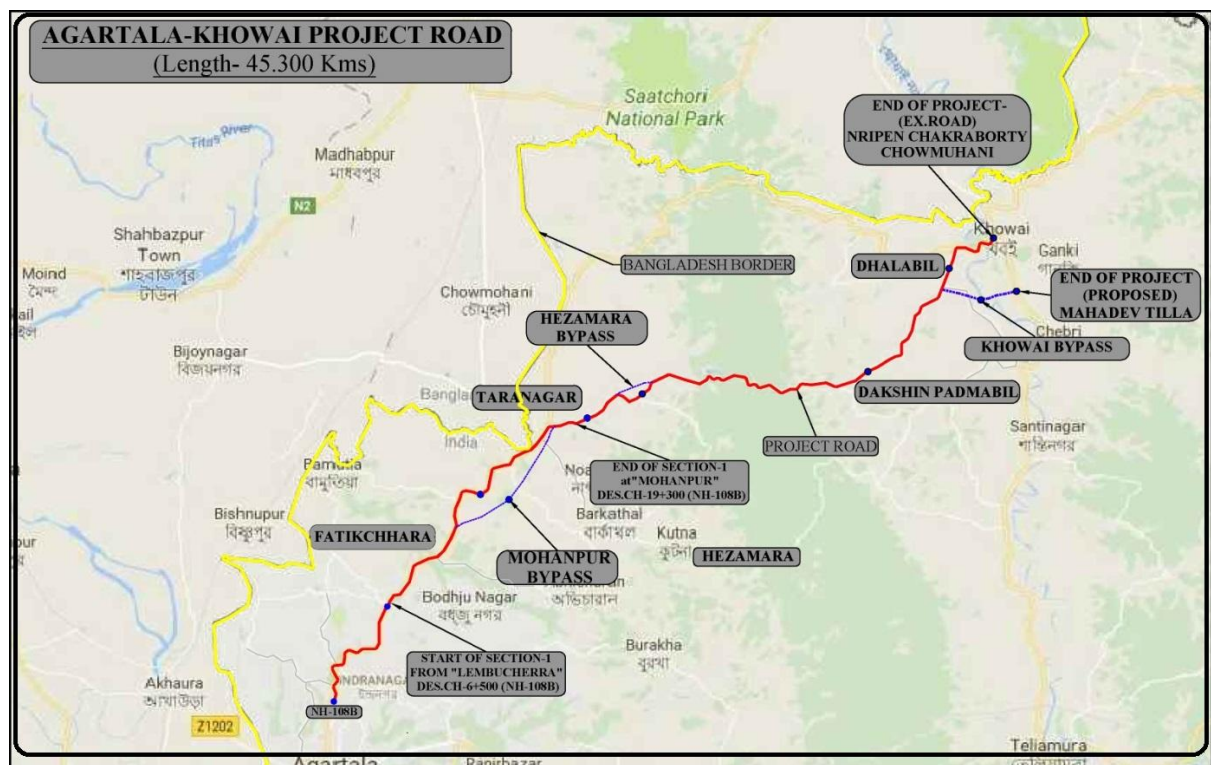 AGARTALA-KHOWAI PROJECT ROAD
(Length- 45.300 Kms)
Saatchori
National Park
END OF PROJECT-
(EX.ROAD)
NRIPEN CHAKRABORTY
CHOWMUHANI
Titas River
Madhabpur
মাধবপুর
N2
Shahbazpur
Town
শাহবাজপুর
টাউন
Khowai
Ganki
Moind
BANGLADESH BORDER
DHALABIL
END OF PROJECT
(PROPOSED)
MAHADEV TILLA
Chowmohani
চৌমুহনী
HEZAMARA
BYPASS
Chebri
KHOWAI BYPASS
Bijoynagar
বিজয়নগর
TARANAGAR
DAKSHIN PADMABIL
India
PROJECT ROAD
Santinagar
শান্তিনগর
END OF SECTION-1
at"MOHANPUR"
DES.CH-19+300 (NH-108B)
Pamutia
বামুতিয়া
Bishnupur
বিষ্ণুপুর
FATIKCHHARA
Barkathal
বার্কাথল
Kutna
কুটনা
HEZAMARA
MOHANPUR
BYPASS
অভিচারাল
Bodhju Nagar
বধ্জু নগর
START OF SECTION-1
FROM "LEMBUCHERRA"
DES.CH-6+500 (NH-108B)
Burakha
বুরখা
Akhaura
আখাউড়া
NH-108B
Z1202
Agartala
Teliamura